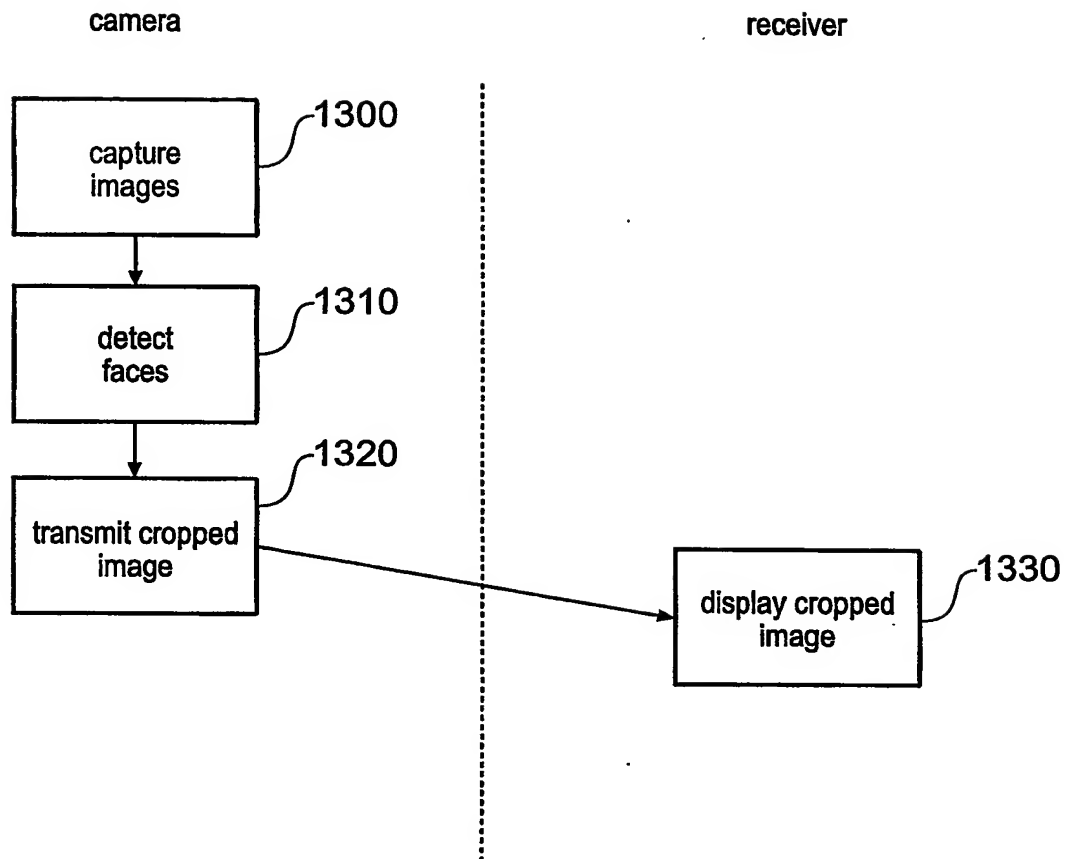 camera
receiver
1300
capture
images
1310
detect
faces
1320
transmit cropped
image
1330
display cropped
image